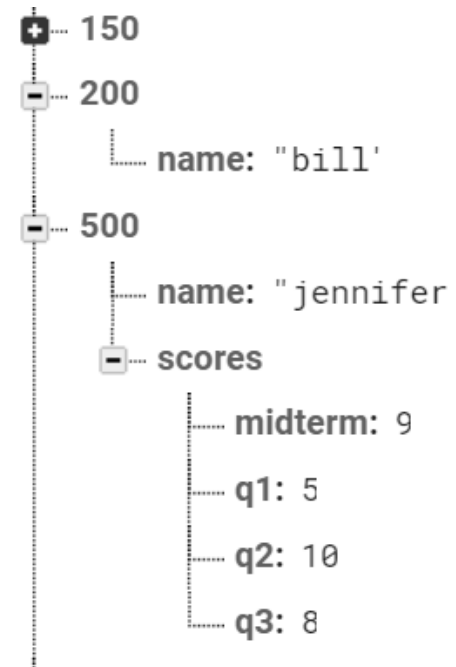 150
200
name: "bill'
500
name: "jennifer
scores
midterm: 9
q1: 5
q2: 10
q3: 8